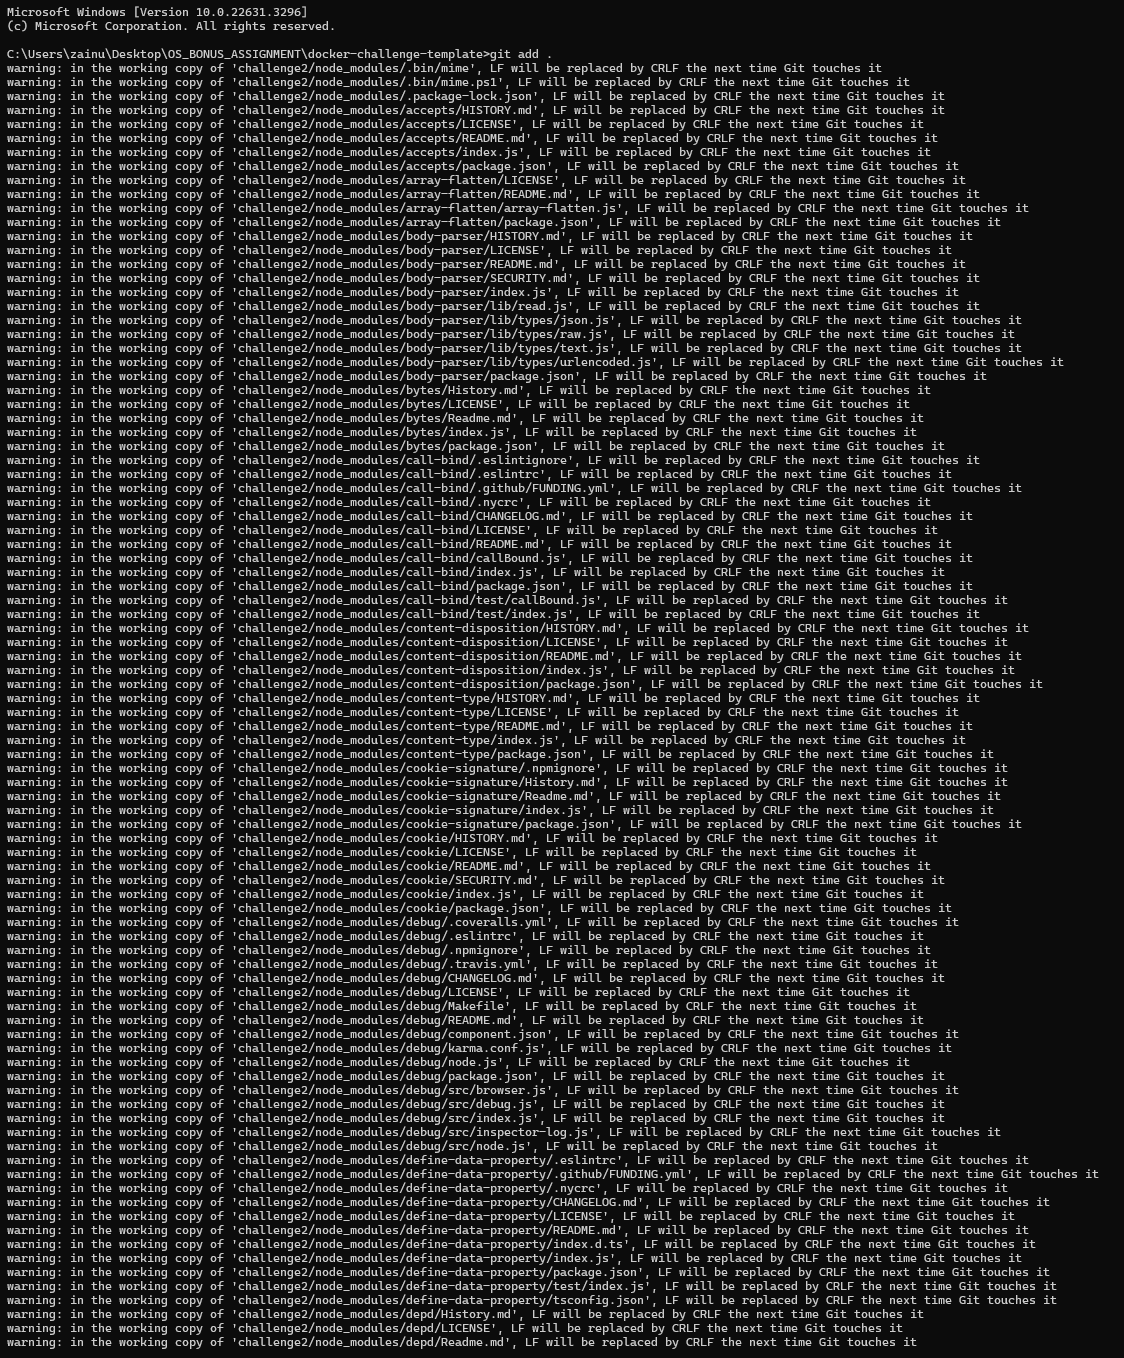 Microsoft Windows [Version 10.0.22631.3296]
(c) Microsoft Corporation. All rights reserved.
C:\Users\zainu\Desktop\OS_BONUS_ASSIGNMENT\docker-challenge-template>git add .
warning: in the working copy of 'challenge2/node_modules/.bin/mime', LF will be replaced by CRLF the next time Git touches it
warning: in the working copy of 'challenge2/node_modules/.bin/mime.ps1', LF will be replaced by CRLF the next time Git touches it
warning: in the working copy of 'challenge2/node_modules/.package-lock.json', LF will be replaced by CRLF the next time Git touches it
warning: in the working copy of 'challenge2/node_modules/accepts/HISTORY.md', LF will be replaced by CRLF the next time Git touches it
warning: in the working copy of 'challenge2/node_modules/accepts/LICENSE', LF will be replaced by CRLF the next time Git touches it
warning: in the working copy of 'challenge2/node_modules/accepts/README.md', LF will be replaced by CRLF the next time Git touches it
warning: in the working copy of 'challenge2/node_modules/accepts/index.js', LF will be replaced by CRLF the next time Git touches it
warning: in the working copy of 'challenge2/node_modules/accepts/package.json', LF will be replaced by CRLF the next time Git touches it
warning: in the working copy of 'challenge2/node_modules/array-flatten/LICENSE', LF will be replaced by CRLF the next time Git touches it
warning: in the working copy of 'challenge2/node_modules/array-flatten/README.md', LF will be replaced by CRLF the next time Git touches it
warning: in the working copy of 'challenge2/node_modules/array-flatten/array-flatten.js', LF will be replaced by CRLF the next time Git touches it
warning: in the working copy of 'challenge2/node_modules/array-flatten/package.json', LF will be replaced by CRLF the next time Git touches it
warning: in the working copy of 'challenge2/node_modules/body-parser/HISTORY.md', LF will be replaced by CRLF the next time Git touches it
warning: in the working copy of 'challenge2/node_modules/body-parser/LICENSE', LF will be replaced by CRLF the next time Git touches it
warning: in the working copy of 'challenge2/node_modules/body-parser/README.md', LF will be replaced by CRLF the next time Git touches it
warning: in the working copy of 'challenge2/node_modules/body-parser/SECURITY.md', LF will be replaced by CRLF the next time Git touches it
warning: in the working copy of 'challenge2/node_modules/body-parser/index.js', LF will be replaced by CRLF the next time Git touches it
warning: in the working copy of 'challenge2/node_modules/body-parser/lib/read.js', LF will be replaced by CRLF the next time Git touches it
warning: in the working copy of 'challenge2/node_modules/body-parser/lib/types/json.js', LF will be replaced by CRLF the next time Git touches it
warning: in the working copy of 'challenge2/node_modules/body-parser/lib/types/raw.js', LF will be replaced by CRLF the next time Git touches it
warning: in the working copy of 'challenge2/node_modules/body-parser/lib/types/text.js', LF will be replaced by CRLF the next time Git touches it
warning: in the working copy of 'challenge2/node_modules/body-parser/lib/types/urlencoded.js', LF will be replaced by CRLF the next time Git touches it
warning: in the working copy of 'challenge2/node_modules/body-parser/package.json', LF will be replaced by CRLF the next time Git touches it
warning: in the working copy of 'challenge2/node_modules/bytes/History.md', LF will be replaced by CRLF the next time Git touches it
warning: in the working copy of 'challenge2/node_modules/bytes/LICENSE', LF will be replaced by CRLF the next time Git touches it
warning: in the working copy of 'challenge2/node_modules/bytes/Readme.md', LF will be replaced by CRLF the next time Git touches it
warning: in the working copy of 'challenge2/node_modules/bytes/index.js', LF will be replaced by CRLF the next time Git touches it
warning: in the working copy of 'challenge2/node_modules/bytes/package.json', LF will be replaced by CRLF the next time Git touches it
warning: in the working copy of 'challenge2/node_modules/call-bind/.eslintignore', LF will be replaced by CRLF the next time Git touches it
warning: in the working copy of 'challenge2/node_modules/call-bind/.eslintrc', LF will be replaced by CRLF the next time Git touches it
warning: in the working copy of 'challenge2/node_modules/call-bind/.github/FUNDING.yml', LF will be replaced by CRLF the next time Git touches it
warning: in the working copy of 'challenge2/node_modules/call-bind/.nycrc', LF will be replaced by CRLF the next time Git touches it
warning: in the working copy of 'challenge2/node_modules/call-bind/CHANGELOG.md', LF will be replaced by CRLF the next time Git touches it
warning: in the working copy of 'challenge2/node_modules/call-bind/LICENSE', LF will be replaced by CRLF the next time Git touches it
warning: in the working copy of 'challenge2/node_modules/call-bind/README.md', LF will be replaced by CRLF the next time Git touches it
warning: in the working copy of 'challenge2/node_modules/call-bind/callBound.js', LF will be replaced by CRLF the next time Git touches it
warning: in the working copy of 'challenge2/node_modules/call-bind/index.js', LF will be replaced by CRLF the next time Git touches it
warning: in the working copy of 'challenge2/node_modules/call-bind/package.json', LF will be replaced by CRLF the next time Git touches it
warning: in the working copy of 'challenge2/node_modules/call-bind/test/callBound.js', LF will be replaced by CRLF the next time Git touches it
warning: in the working copy of 'challenge2/node_modules/call-bind/test/index.js', LF will be replaced by CRLF the next time Git touches it
warning: in the working copy of 'challenge2/node_modules/content-disposition/HISTORY.md', LF will be replaced by CRLF the next time Git touches it
warning: in the working copy of 'challenge2/node_modules/content-disposition/LICENSE', LF will be replaced by CRLF the next time Git touches it
warning: in the working copy of 'challenge2/node_modules/content-disposition/README.md', LF will be replaced by CRLF the next time Git touches it
warning: in the working copy of 'challenge2/node_modules/content-disposition/index.js', LF will be replaced by CRLF the next time Git touches it
warning: in the working copy of 'challenge2/node_modules/content-disposition/package.json', LF will be replaced by CRLF the next time Git touches it
warning: in the working copy of 'challenge2/node_modules/content-type/HISTORY.md', LF will be replaced by CRLF the next time Git touches it
warning: in the working copy of 'challenge2/node_modules/content-type/LICENSE', LF will be replaced by CRLF the next time Git touches it
warning: in the working copy of 'challenge2/node_modules/content-type/README.md', LF will be replaced by CRLF the next time Git touches it
warning: in the working copy of 'challenge2/node_modules/content-type/index.js', LF will be replaced by CRLF the next time Git touches it
warning: in the working copy of 'challenge2/node_modules/content-type/package.json', LF will be replaced by CRLF the next time Git touches it
warning: in the working copy of 'challenge2/node_modules/cookie-signature/.npmignore', LF will be replaced by CRLF the next time Git touches it
warning: in the working copy of 'challenge2/node_modules/cookie-signature/History.md', LF will be replaced by CRLF the next time Git touches it
warning: in the working copy of 'challenge2/node_modules/cookie-signature/Readme.md', LF will be replaced by CRLF the next time Git touches it
warning: in the working copy of 'challenge2/node_modules/cookie-signature/index.js', LF will be replaced by CRLF the next time Git touches it
warning: in the working copy of 'challenge2/node_modules/cookie-signature/package.json', LF will be replaced by CRLF the next time Git touches it
warning: in the working copy of 'challenge2/node_modules/cookie/HISTORY.md', LF will be replaced by CRLF the next time Git touches it
warning: in the working copy of 'challenge2/node_modules/cookie/LICENSE', LF will be replaced by CRLF the next time Git touches it
warning: in the working copy of 'challenge2/node_modules/cookie/README.md', LF will be replaced by CRLF the next time Git touches it
warning: in the working copy of 'challenge2/node_modules/cookie/SECURITY.md', LF will be replaced by CRLF the next time Git touches it
warning: in the working copy of 'challenge2/node_modules/cookie/index.js', LF will be replaced by CRLF the next time Git touches it
warning: in the working copy of 'challenge2/node_modules/cookie/package.json', LF will be replaced by CRLF the next time Git touches it
warning: in the working copy of 'challenge2/node_modules/debug/.coveralls.yml', LF will be replaced by CRLF the next time Git touches it
warning: in the working copy of 'challenge2/node_modules/debug/.eslintrc', LF will be replaced by CRLF the next time Git touches it
warning: in the working copy of 'challenge2/node_modules/debug/.npmignore', LF will be replaced by CRLF the next time Git touches it
warning: in the working copy of 'challenge2/node_modules/debug/.travis.yml', LF will be replaced by CRLF the next time Git touches it
warning: in the working copy of 'challenge2/node_modules/debug/CHANGELOG.md', LF will be replaced by CRLF the next time Git touches it
warning: in the working copy of 'challenge2/node_modules/debug/LICENSE', LF will be replaced by CRLF the next time Git touches it
warning: in the working copy of 'challenge2/node_modules/debug/Makefile', LF will be replaced by CRLF the next time Git touches it
warning: in the working copy of 'challenge2/node_modules/debug/README.md', LF will be replaced by CRLF the next time Git touches it
warning: in the working copy of 'challenge2/node_modules/debug/component.json', LF will be replaced by CRLF the next time Git touches it
warning: in the working copy of 'challenge2/node_modules/debug/karma.conf.js', LF will be replaced by CRLF the next time Git touches it
warning: in the working copy of 'challenge2/node_modules/debug/node.js', LF will be replaced by CRLF the next time Git touches it
warning: in the working copy of 'challenge2/node_modules/debug/package.json', LF will be replaced by CRLF the next time Git touches it
warning: in the working copy of 'challenge2/node_modules/debug/src/browser.js', LF will be replaced by CRLF the next time Git touches it
warning: in the working copy of 'challenge2/node_modules/debug/src/debug.js', LF will be replaced by CRLF the next time Git touches it
warning: in the working copy of 'challenge2/node_modules/debug/src/index.js', LF will be replaced by CRLF the next time Git touches it
warning: in the working copy of 'challenge2/node_modules/debug/src/inspector-log.js', LF will be replaced by CRLF the next time Git touches it
warning: in the working copy of 'challenge2/node_modules/debug/src/node.js', LF will be replaced by CRLF the next time Git touches it
warning: in the working copy of 'challenge2/node_modules/define-data-property/.eslintrc', LF will be replaced by CRLF the next time Git touches it
warning: in the working copy of 'challenge2/node_modules/define-data-property/.github/FUNDING.yml', LF will be replaced by CRLF the next time Git touches it
warning: in the working copy of 'challenge2/node_modules/define-data-property/.nycrc', LF will be replaced by CRLF the next time Git touches it
warning: in the working copy of 'challenge2/node_modules/define-data-property/CHANGELOG.md', LF will be replaced by CRLF the next time Git touches it
warning: in the working copy of 'challenge2/node_modules/define-data-property/LICENSE', LF will be replaced by CRLF the next time Git touches it
warning: in the working copy of 'challenge2/node_modules/define-data-property/README.md', LF will be replaced by CRLF the next time Git touches it
warning: in the working copy of 'challenge2/node_modules/define-data-property/index.d.ts', LF will be replaced by CRLF the next time Git touches it
warning: in the working copy of 'challenge2/node_modules/define-data-property/index.js', LF will be replaced by CRLF the next time Git touches it
warning: in the working copy of 'challenge2/node_modules/define-data-property/package.json', LF will be replaced by CRLF the next time Git touches it
warning: in the working copy of 'challenge2/node_modules/define-data-property/test/index.js', LF will be replaced by CRLF the next time Git touches it
warning: in the working copy of 'challenge2/node_modules/define-data-property/tsconfig.json', LF will be replaced by CRLF the next time Git touches it
warning: in the working copy of 'challenge2/node_modules/depd/History.md', LF will be replaced by CRLF the next time Git touches it
warning: in the working copy of 'challenge2/node_modules/depd/LICENSE', LF will be replaced by CRLF the next time Git touches it
warning: in the working copy of 'challenge2/node_modules/depd/Readme.md', LF will be replaced by CRLF the next time Git touches it